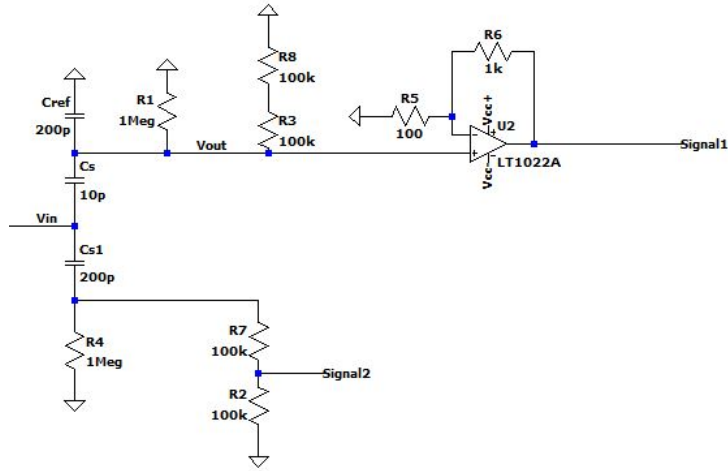 R8
100k
R6
1k
Cref
200p
R1
1Meg
R3
100k
R5
100
Vcc+
U2
Vout
Signal1
LT1022A
Vcc-
Cs
10p
Vin
Cs1
200p
R4
1Meg
R7
100k
Signal2
R2
100k